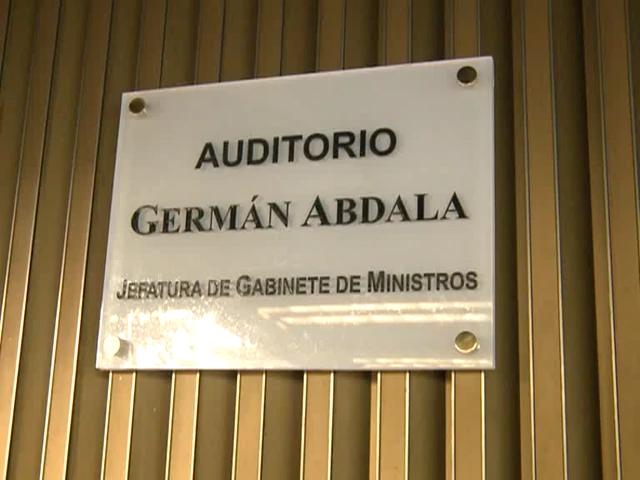 AUDITORIO
GERMÁN ABDALA
JEFATURA DE GABINETE DE MINISTROS